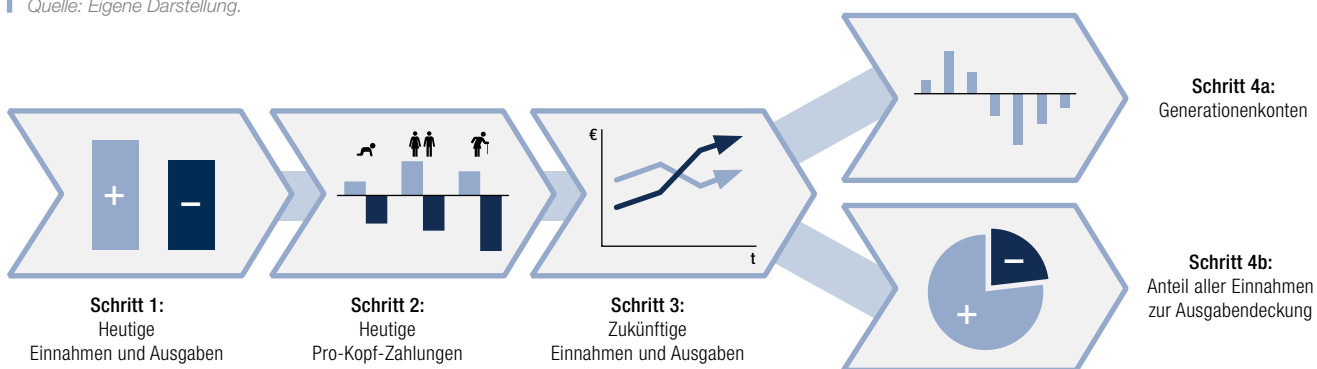 Quelle: Eigene Darstellung.
+
–
Schritt 1:
Heutige
Einnahmen und Ausgaben
Schritt 2:
Heutige
Pro-Kopf-Zahlungen
€
t
Schritt 3:
Zukünftige
Einnahmen und Ausgaben
Schritt 4a:
Generationenkonten
–
+
Schritt 4b:
Anteil aller Einnahmen
zur Ausgabendeckung